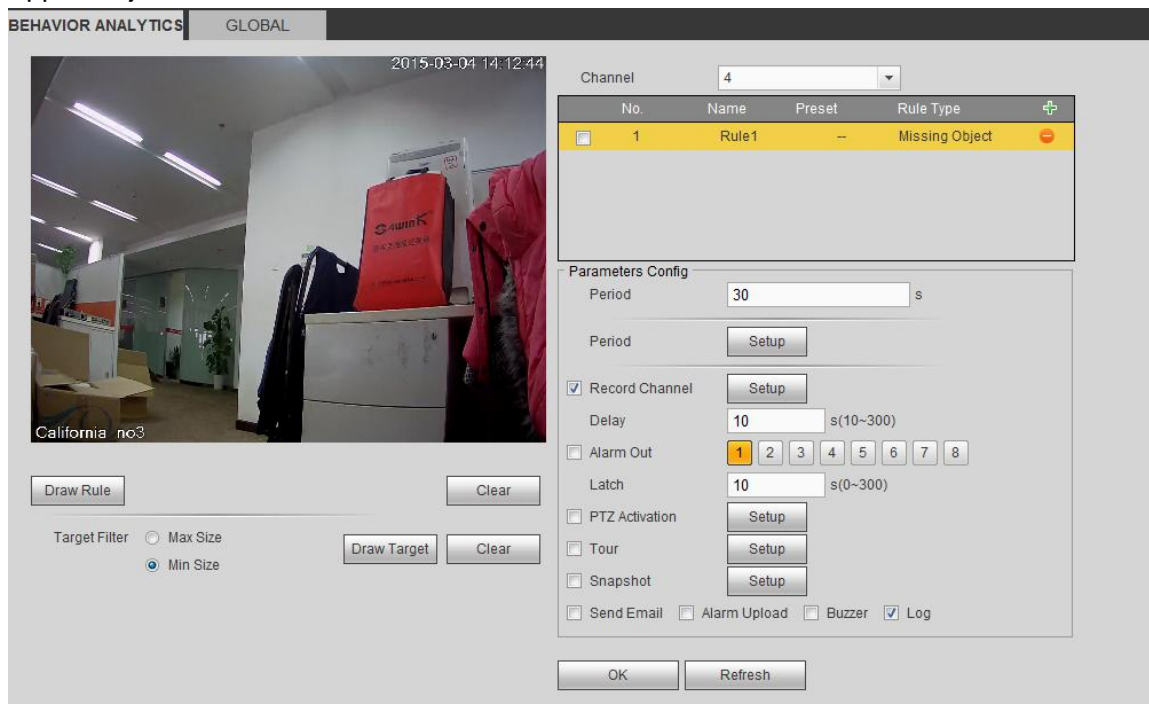 BEHAVIOR ANALYTICS GLOBAL
2015-03-04 14:12:44
SAWINK
California no3
Draw Rule Clear
Target Filter Max Size
Min Size
Draw Target Clear
Channel 4
No. Name Preset Rule Type
1 Rule1 -- Missing Object
Parameters Config
Period 30 s
Period Setup
Record Channel Setup
Delay 10 s(10~300)
Alarm Out 1 2 3 4 5 6 7 8
Latch 10 s(0~300)
PTZ Activation Setup
Tour Setup
Snapshot Setup
Send Email Alarm Upload Buzzer Log
OK Refresh